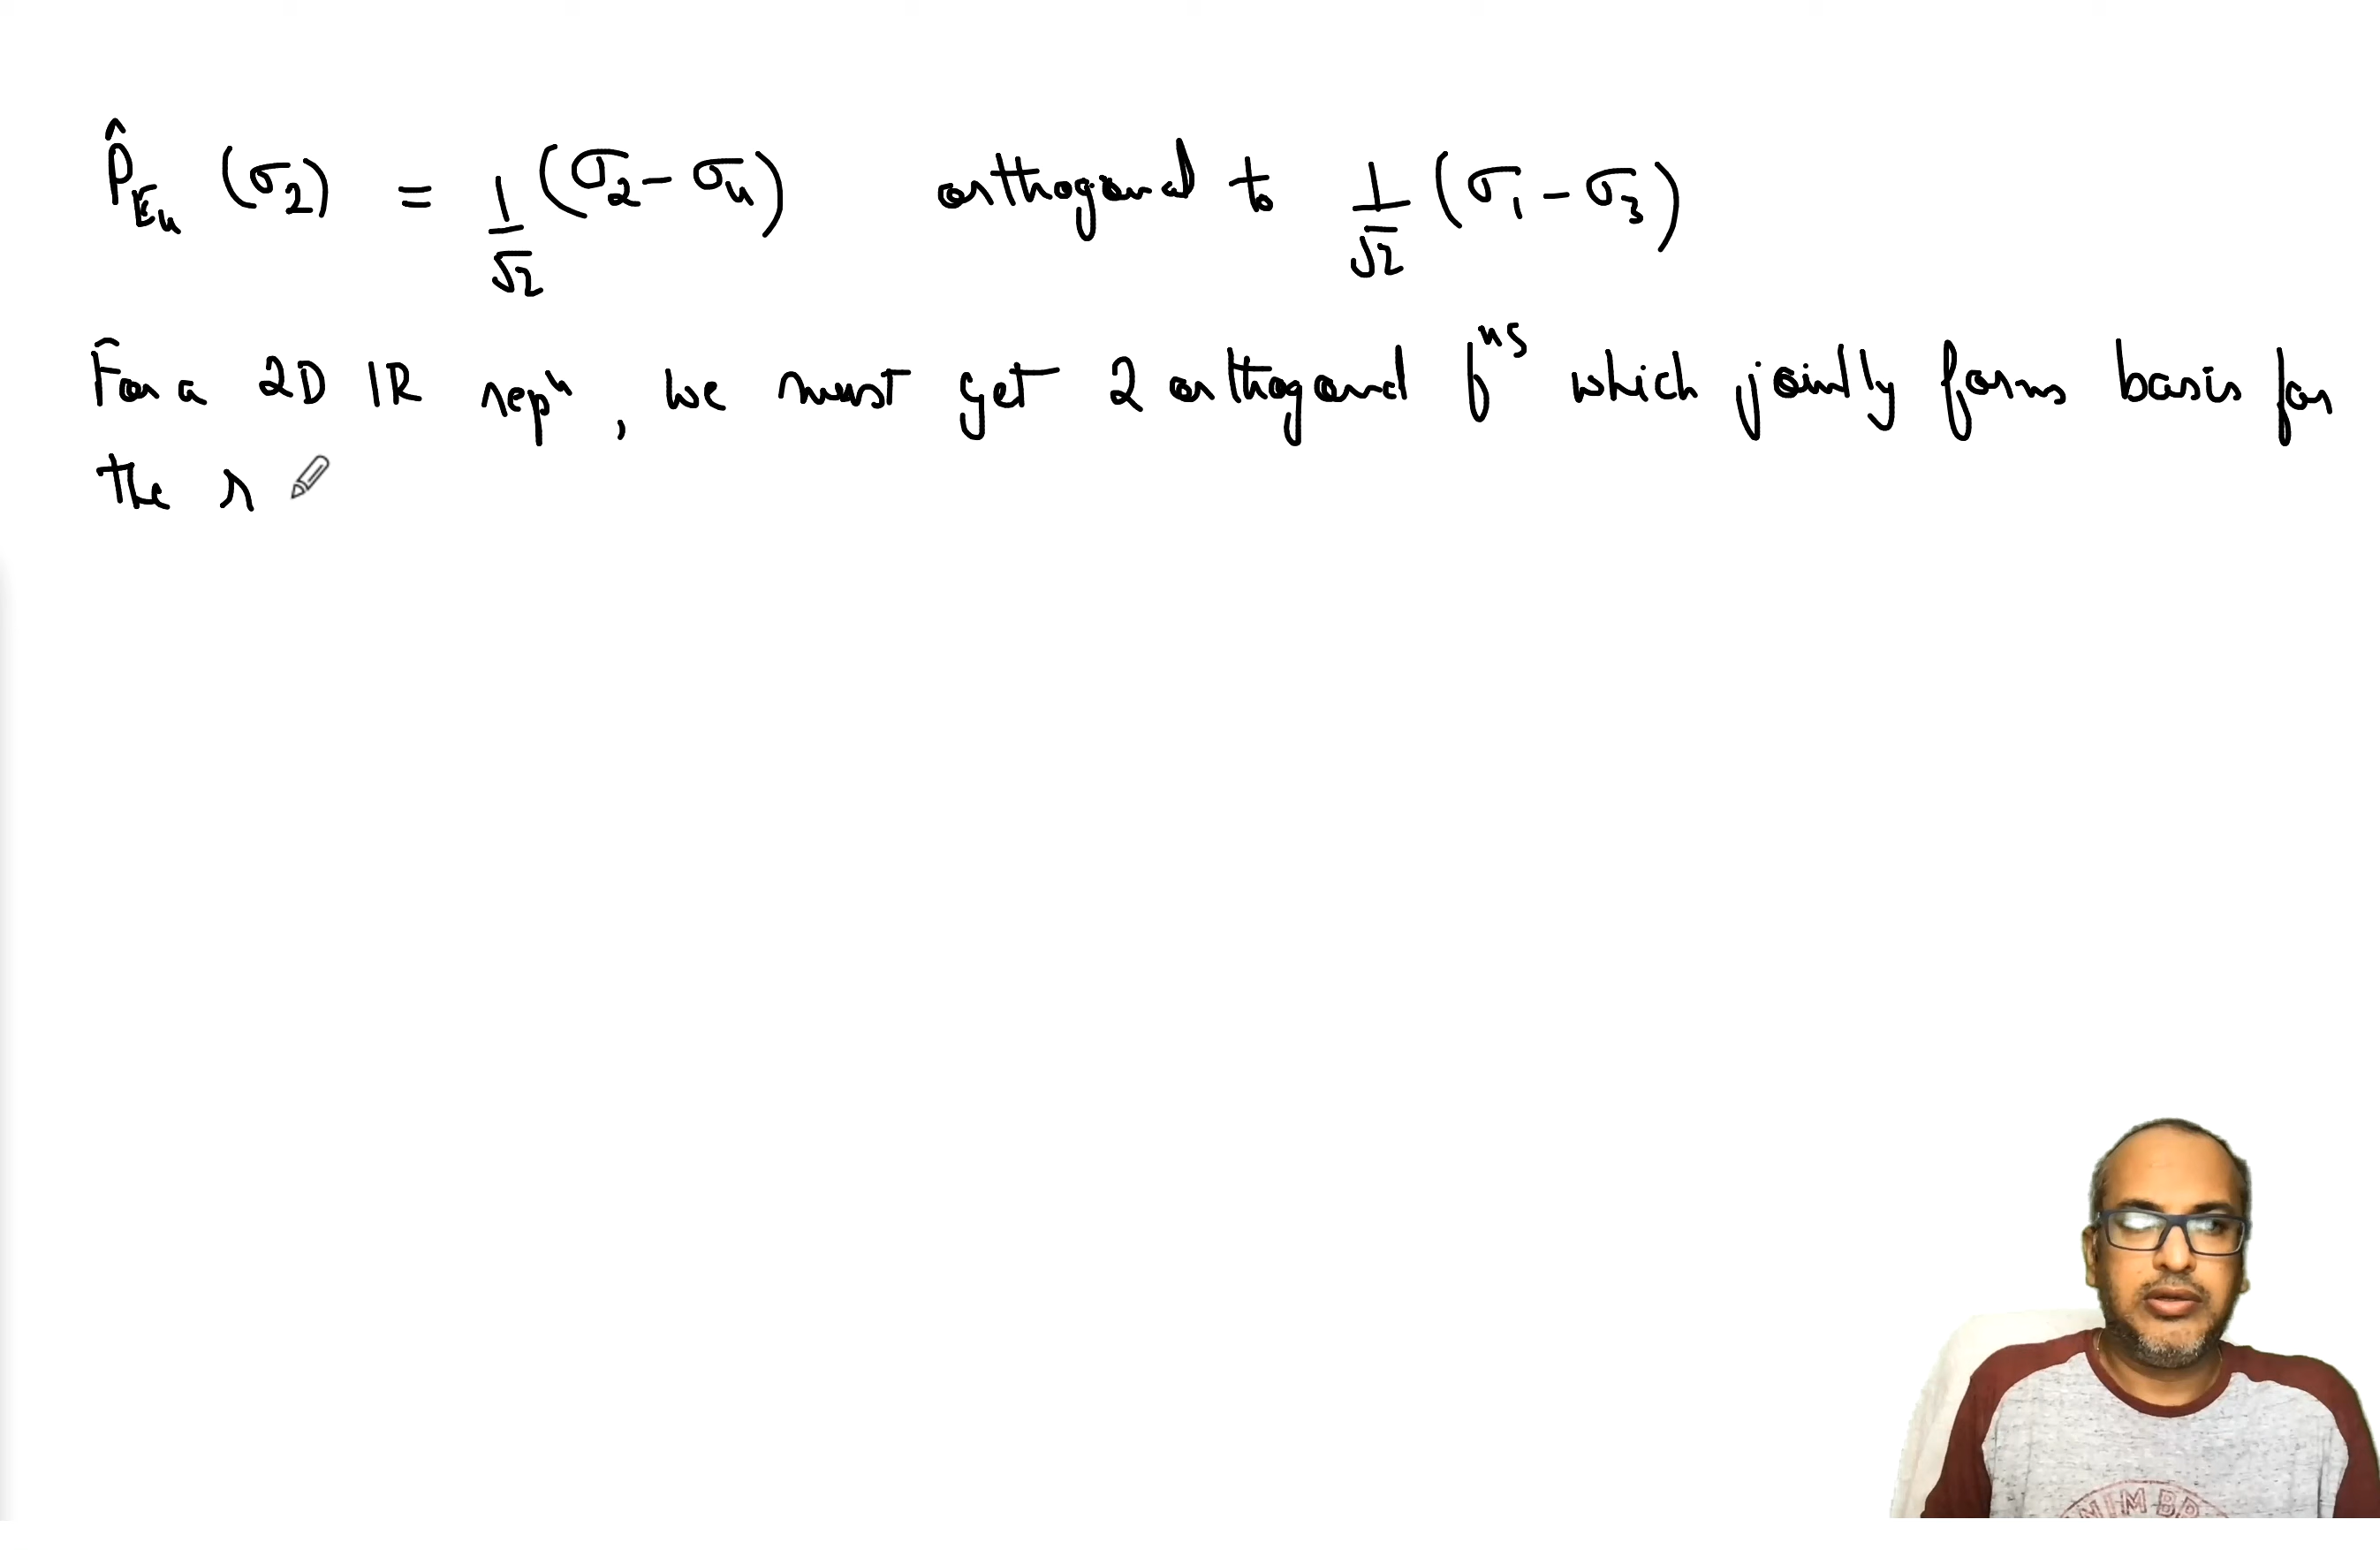 P̂_Eu (σ2) = 1/√2 (σ2 - σ4) orthogonal to 1/√2 (σ1 - σ3)
For a 2D IR repⁿ, we must get 2 orthogonal fⁿˢ which jointly forms basis for
the r